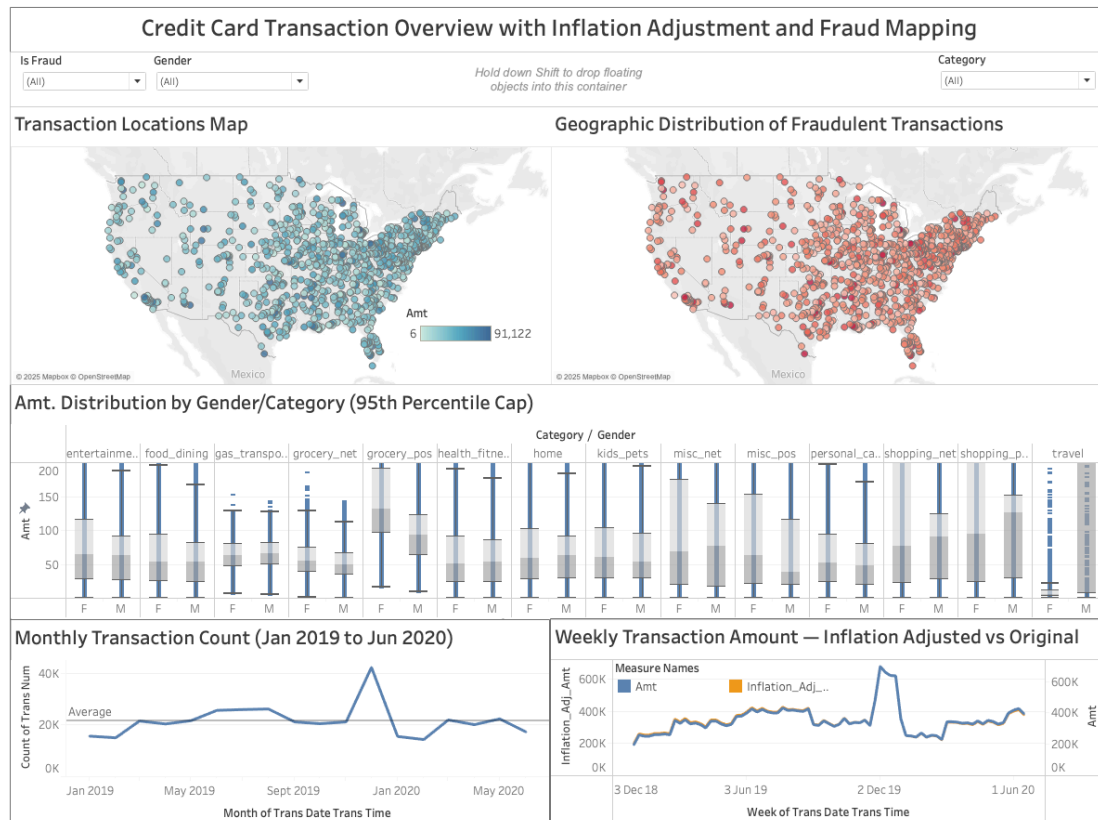 Credit Card Transaction Overview with Inflation Adjustment and Fraud Mapping
Is Fraud
(All)
Gender
(All)
Hold down Shift to drop floating
objects into this container
Category
(All)
Transaction Locations Map
Geographic Distribution of Fraudulent Transactions
Amt
6
91,122
Mexico
© 2025 Mapbox © OpenStreetMap
Mexico
© 2025 Mapbox © OpenStreetMap
Amt. Distribution by Gender/Category (95th Percentile Cap)
Category / Gender
entertainme.. food_dining gas_transpo.. grocery_net grocery_pos health_fitne.. home kids_pets misc_net misc_pos personal_ca.. shopping_net shopping_p.. travel
Amt
200
150
100
50
F M F M F M F M F M F M F M F M F M F M F M F M F M F M
Monthly Transaction Count (Jan 2019 to Jun 2020)
Count of Trans Num
40K
20K
0K
Average
Jan 2019 May 2019 Sept 2019 Jan 2020 May 2020
Month of Trans Date Trans Time
Weekly Transaction Amount — Inflation Adjusted vs Original
Measure Names
Amt
Inflation_Adj_..
Inflation_Adj_Amt
600K
400K
200K
0K
600K
400K
200K
0K
Amt
3 Dec 18 3 Jun 19 2 Dec 19 1 Jun 20
Week of Trans Date Trans Time